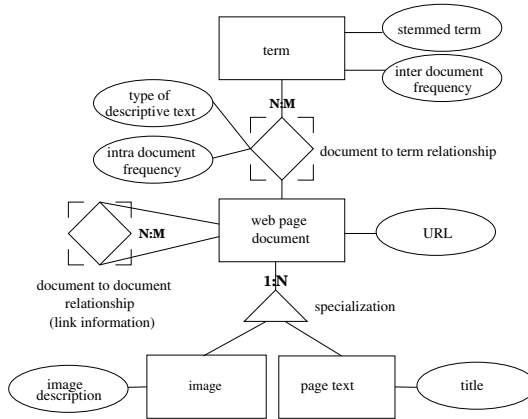 stemmed term
term
inter document
frequency
type of
descriptive text
N:M
intra document
frequency
document to term relationship
web page
document
URL
N:M
document to document
relationship
(link information)
1:N
specialization
image
description
image
page text
title